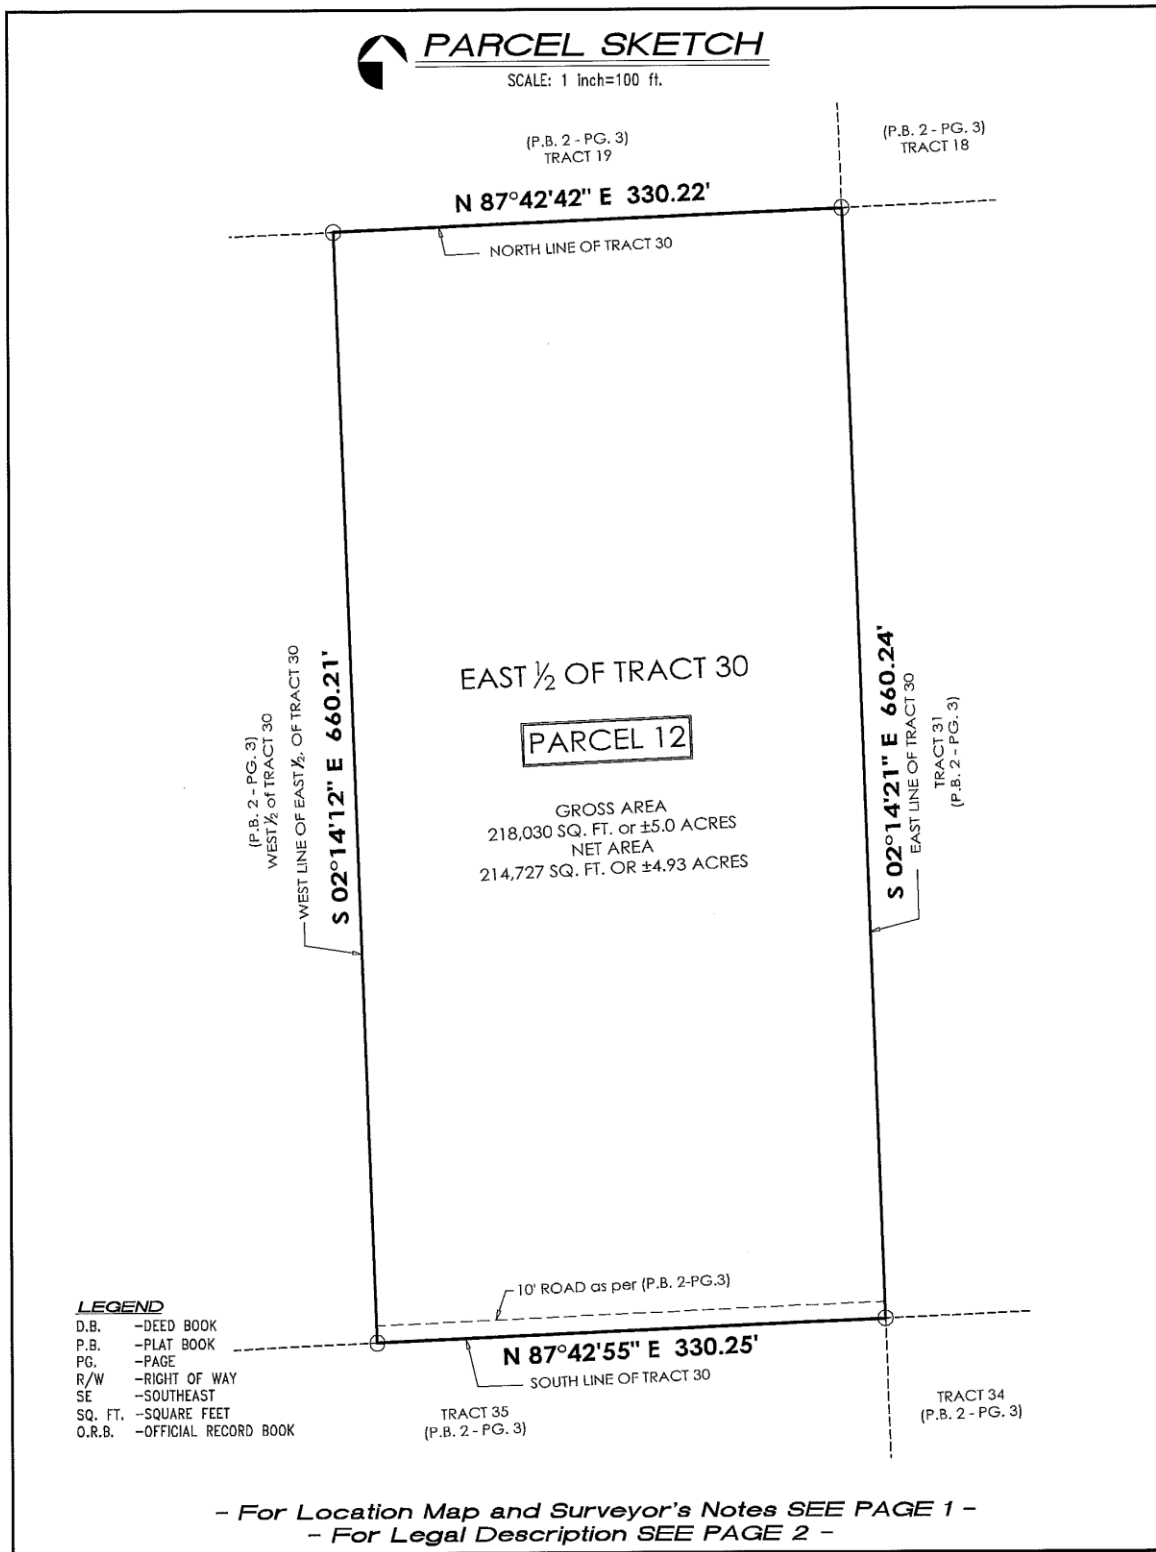 PARCEL SKETCH
SCALE: 1 inch=100 ft.
(P.B. 2 - PG. 3)
TRACT 19
(P.B. 2 - PG. 3)
TRACT 18
N 87°42'42" E 330.22'
NORTH LINE OF TRACT 30
(P.B. 2 - PG. 3)
WEST ½ of TRACT 30
WEST LINE OF EAST ½. OF TRACT 30
S 02°14'12" E 660.21'
EAST ½ OF TRACT 30
PARCEL 12
GROSS AREA
218,030 SQ. FT. or ±5.0 ACRES
NET AREA
214,727 SQ. FT. OR ±4.93 ACRES
S 02°14'21" E 660.24'
EAST LINE OF TRACT 30
TRACT 31
(P.B. 2 - PG. 3)
10' ROAD as per (P.B. 2-PG.3)
N 87°42'55" E 330.25'
SOUTH LINE OF TRACT 30
LEGEND
D.B. -DEED BOOK
P.B. -PLAT BOOK
PG. -PAGE
R/W -RIGHT OF WAY
SE -SOUTHEAST
SQ. FT. -SQUARE FEET
O.R.B. -OFFICIAL RECORD BOOK
TRACT 35
(P.B. 2 - PG. 3)
TRACT 34
(P.B. 2 - PG. 3)
- For Location Map and Surveyor's Notes SEE PAGE 1 -
- For Legal Description SEE PAGE 2 -